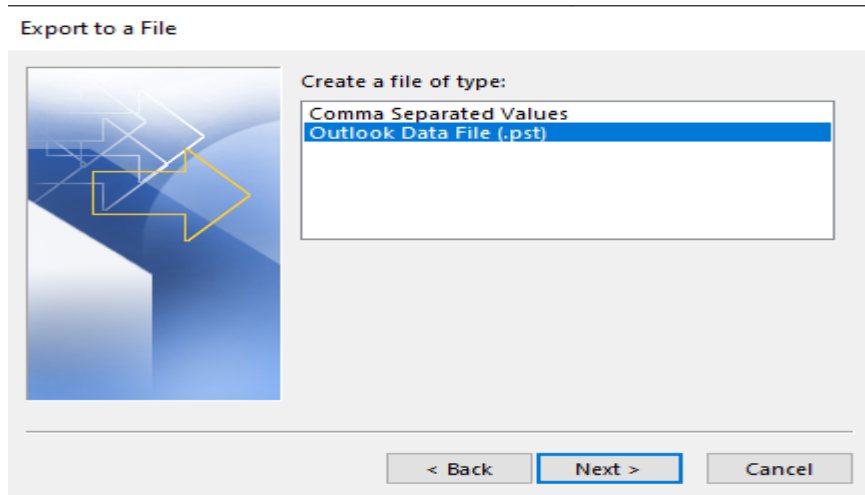 Export to a File
Create a file of type:
Comma Separated Values
Outlook Data File (.pst)
< Back
Next >
Cancel